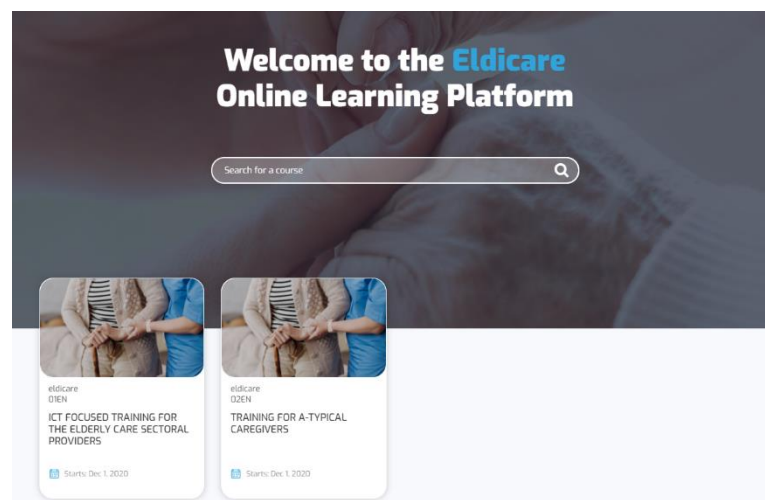 Welcome to the Eldicare
Online Learning Platform
Search for a course
eldicare
01EN
ICT FOCUSED TRAINING FOR
THE ELDERLY CARE SECTORAL
PROVIDERS
Starts: Dec 1, 2020
eldicare
02EN
TRAINING FOR A-TYPICAL
CAREGIVERS
Starts: Dec 1, 2020